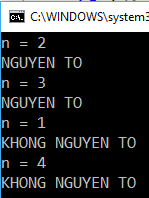 C:\WINDOWS\system3
n = 2
NGUYEN TO
n = 3
NGUYEN TO
n = 1
KHONG NGUYEN TO
n = 4
KHONG NGUYEN TO